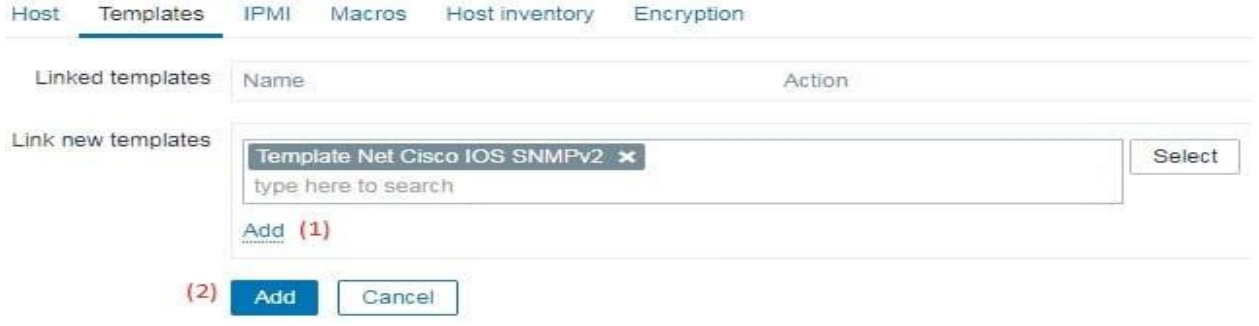 Host Templates IPMI Macros Host inventory Encryption
Linked templates Name Action
Link new templates
Template Net Cisco IOS SNMPv2 × Select
type here to search
Add (1)
(2) Add Cancel